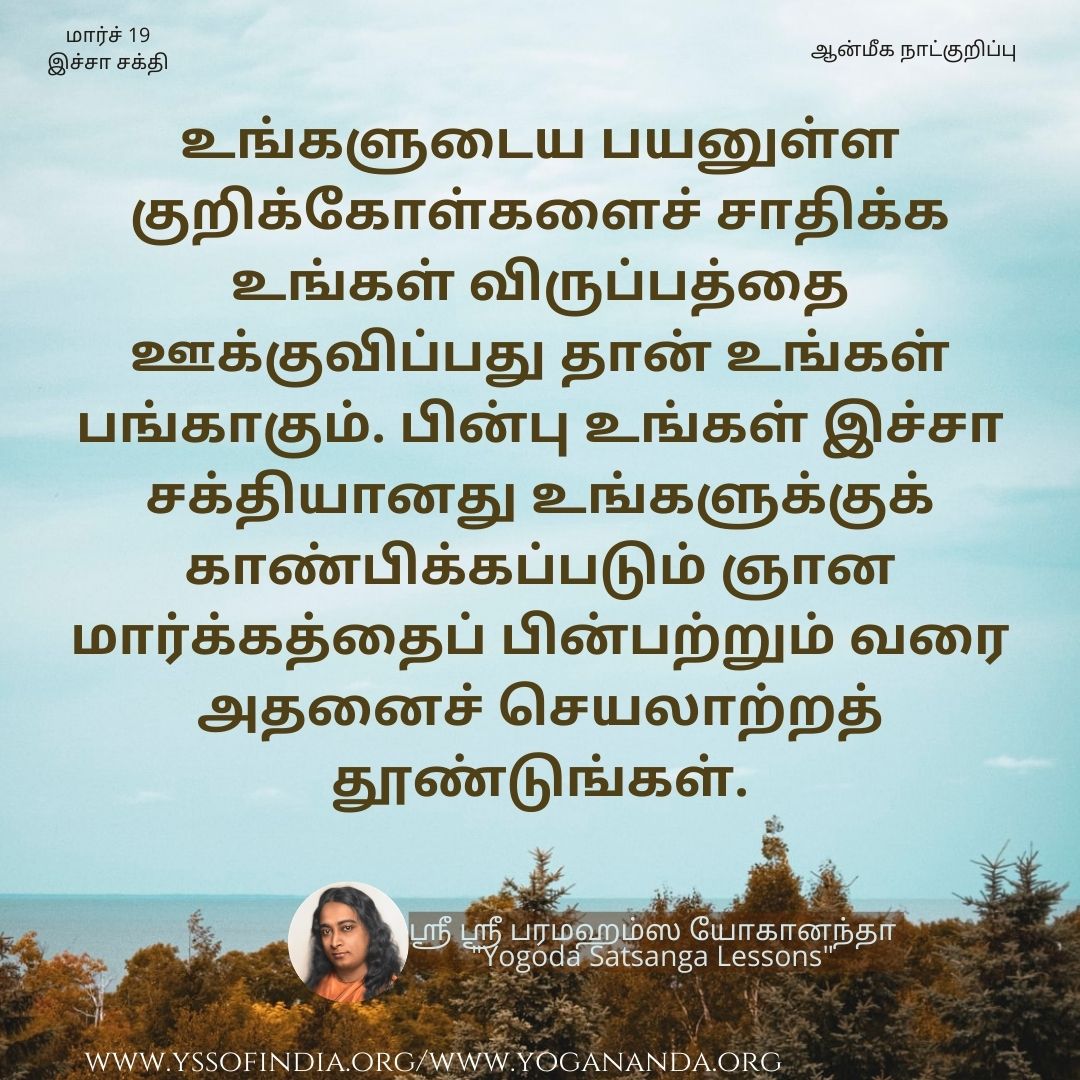 மார்ச் 19
இச்சா சக்தி
ஆன்மீக நாட்குறிப்பு
உங்களுடைய பயனுள்ள
குறிக்கோள்களைச் சாதிக்க
உங்கள் விருப்பத்தை
ஊக்குவிப்பது தான் உங்கள்
பங்காகும். பின்பு உங்கள் இச்சா
சக்தியானது உங்களுக்குக்
காண்பிக்கப்படும் ஞான
மார்க்கத்தைப் பின்பற்றும் வரை
அதனைச் செயலாற்றத்
தூண்டுங்கள்.
ஸ்ரீ ஸ்ரீ பரமஹம்ஸ யோகானந்தா
"Yogoda Satsanga Lessons"
WWW.YSSOFINDIA.ORG/WWW.YOGANANDA.ORG